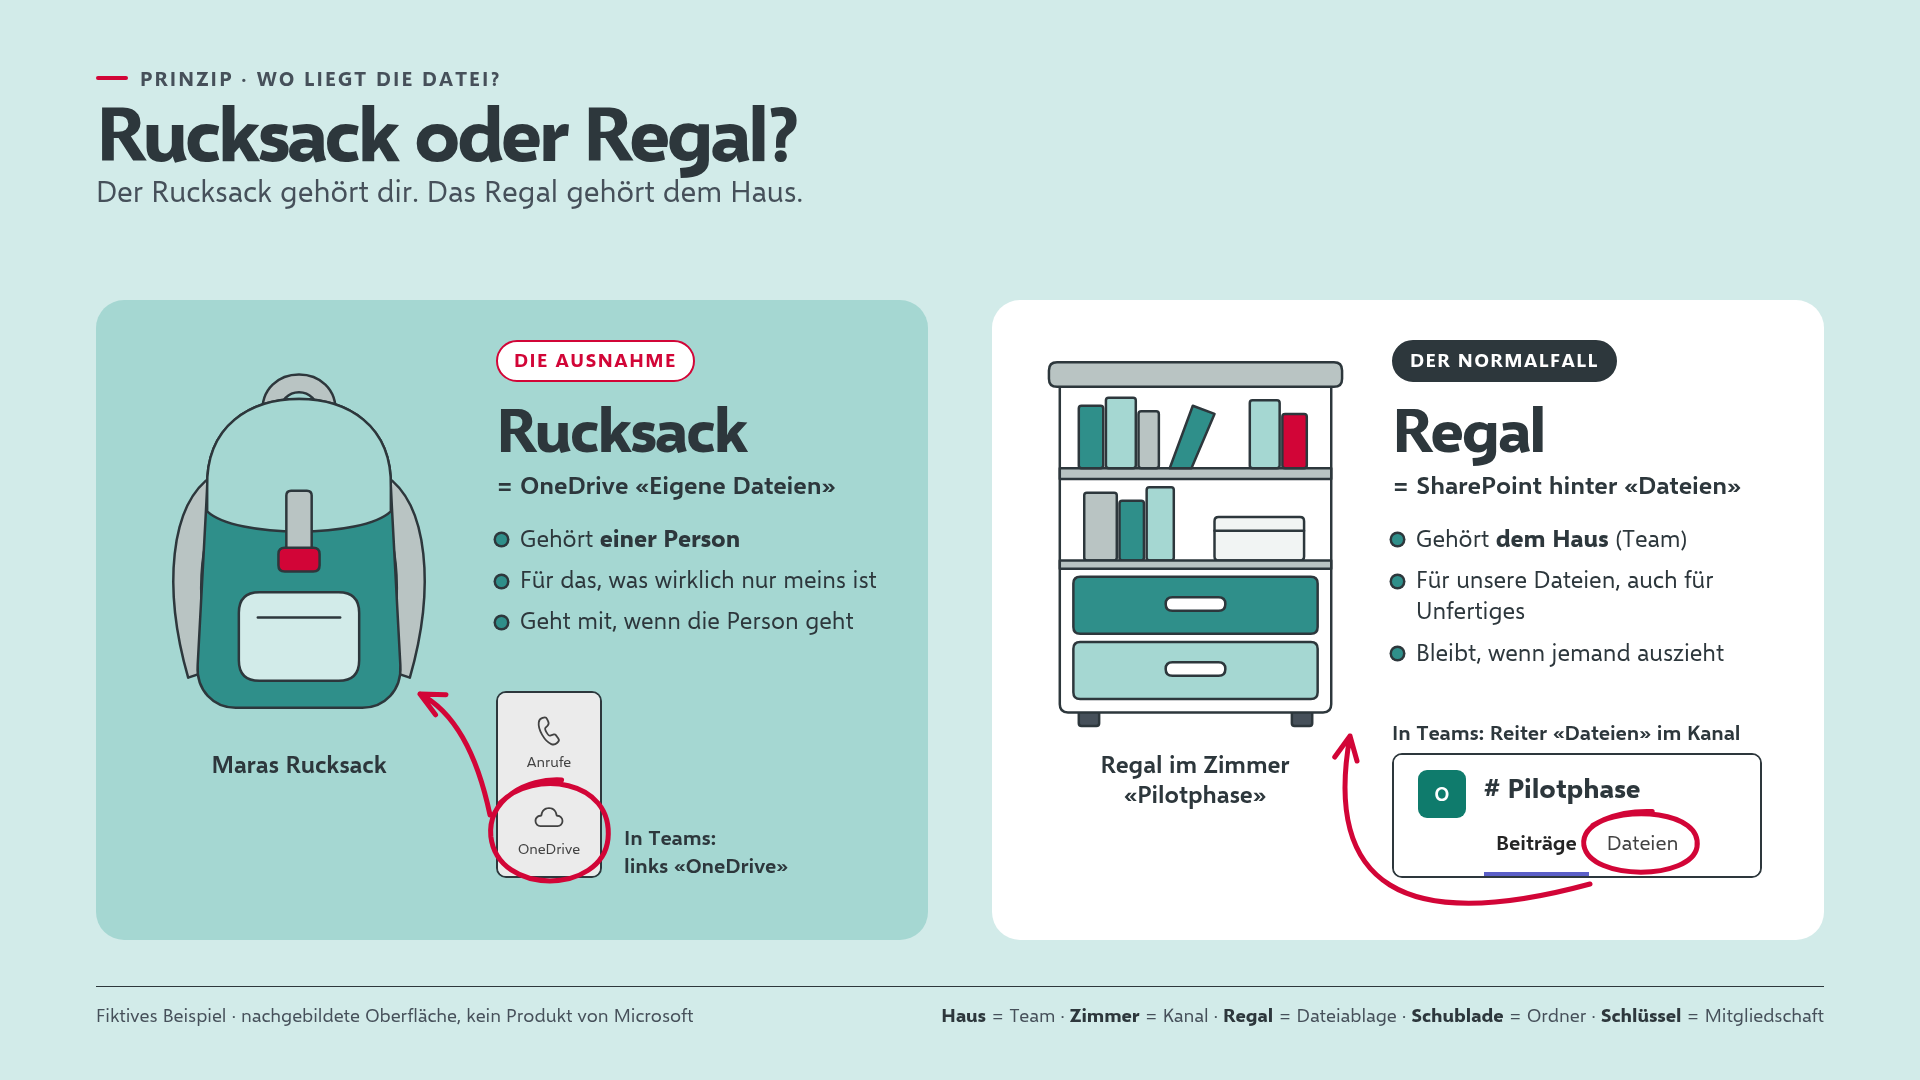 PRINZIP · WO LIEGT DIE DATEI?
Rucksack oder Regal?
Der Rucksack gehört dir. Das Regal gehört dem Haus.
DIE AUSNAHME
Rucksack
= OneDrive «Eigene Dateien»
Gehört einer Person
Für das, was wirklich nur meins ist
Geht mit, wenn die Person geht
Maras Rucksack
Anrufe
OneDrive
In Teams:
links «OneDrive»
DER NORMALFALL
Regal
= SharePoint hinter «Dateien»
Gehört dem Haus (Team)
Für unsere Dateien, auch für
Unfertiges
Bleibt, wenn jemand auszieht
Regal im Zimmer
«Pilotphase»
In Teams: Reiter «Dateien» im Kanal
O
# Pilotphase
Beiträge Dateien
Fiktives Beispiel · nachgebildete Oberfläche, kein Produkt von Microsoft
Haus = Team · Zimmer = Kanal · Regal = Dateiablage · Schublade = Ordner · Schlüssel = Mitgliedschaft